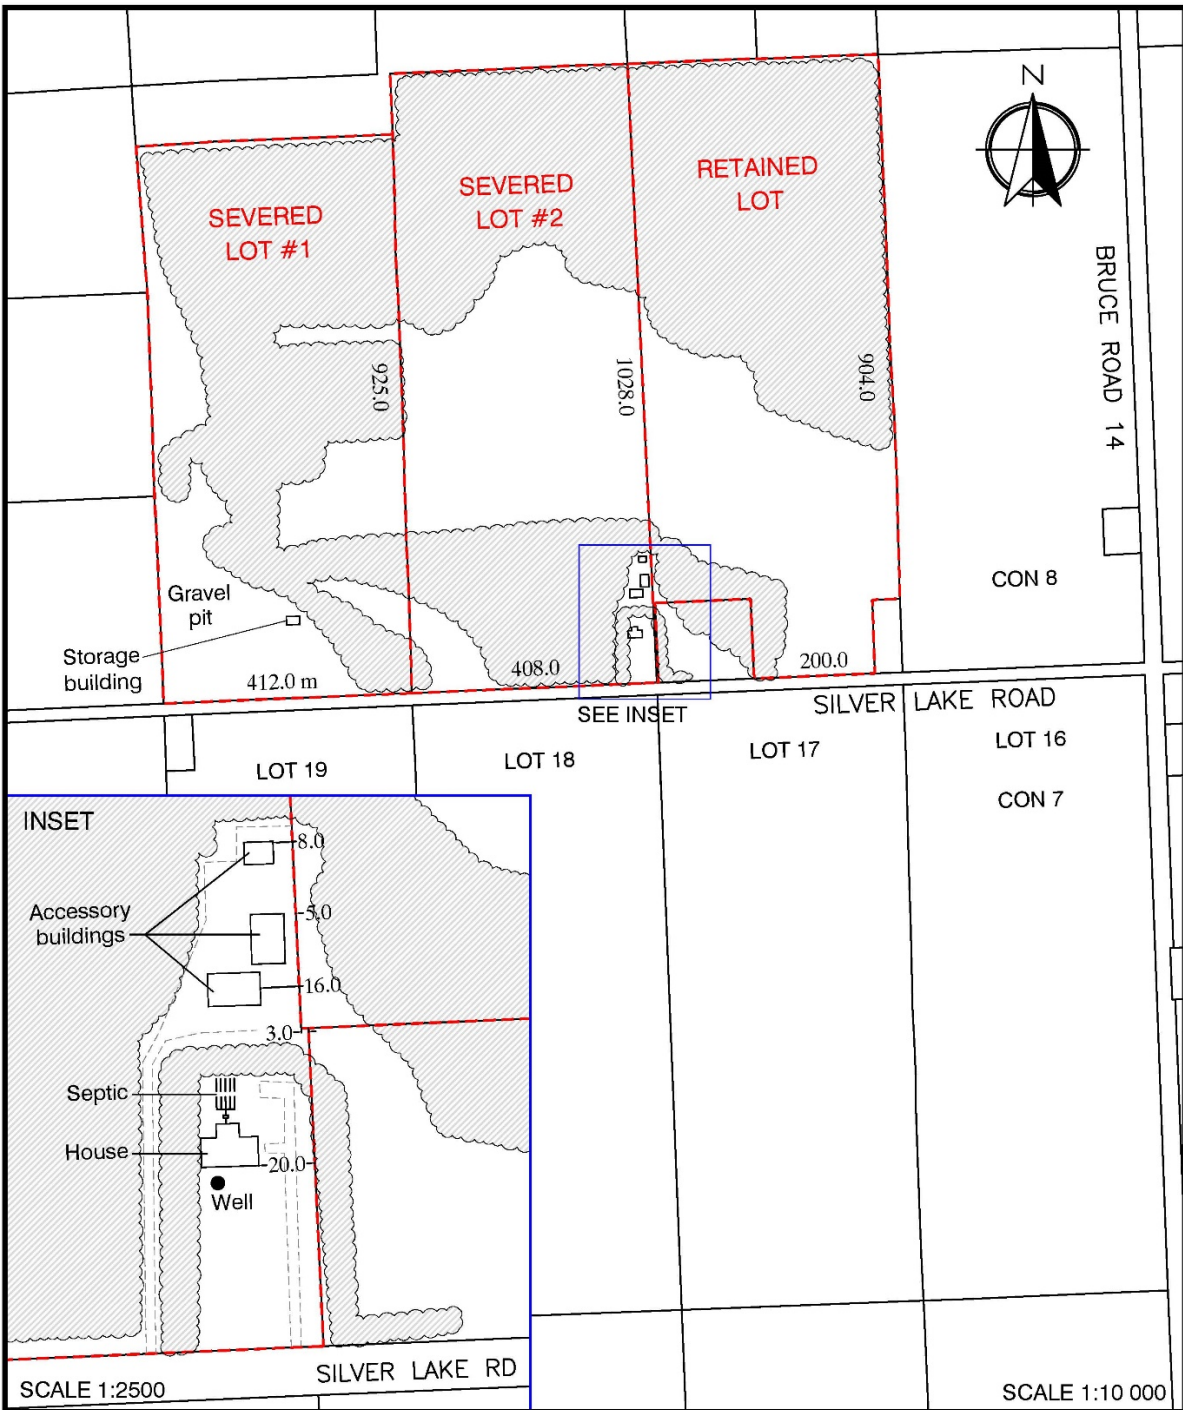 N
SEVERED
LOT #1
SEVERED
LOT #2
RETAINED
LOT
BRUCE ROAD 14
925.0
1028.0
904.0
CON 8
Gravel
pit
Storage
building
412.0 m
408.0
200.0
SEE INSET
SILVER LAKE ROAD
LOT 19
LOT 18
LOT 17
LOT 16
CON 7
INSET
8.0
Accessory
buildings
5.0
16.0
3.0
Septic
House
20.0
Well
SILVER LAKE RD
SCALE 1:2500
SCALE 1:10 000